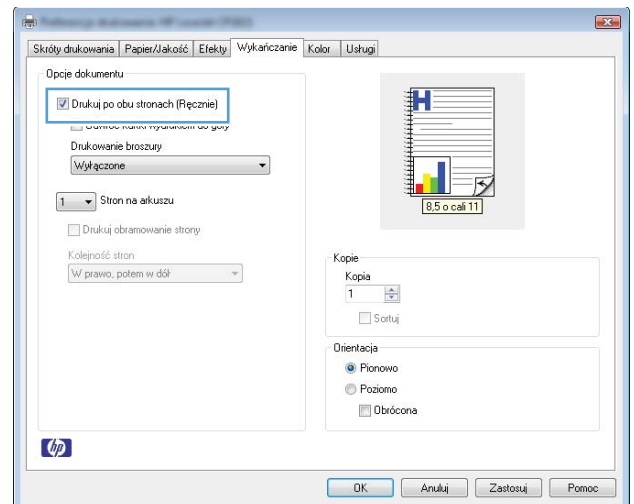 Skróty drukowania Papier/Jakość Efekty Wykańczanie Kolor Usługi
Opcje dokumentu
Drukuj po obu stronach (Ręcznie)
Drukowanie broszury
Wyłączone
1 Stron na arkuszu
Drukuj obramowanie strony
Kolejność stron
W prawo, potem w dół
H
8,5 o cali 11
Kopie
Kopia
1
Sortuj
Orientacja
Pionowo
Poziomo
Obrócona
hp
OK Anuluj Zastosuj Pomoc